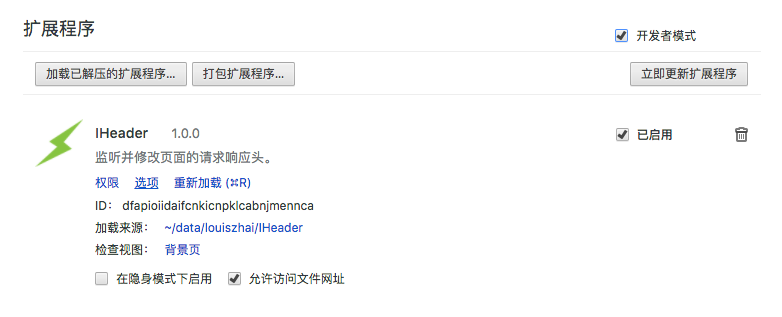 扩展程序
开发者模式
加载已解压的扩展程序... 打包扩展程序... 立即更新扩展程序
IHeader 1.0.0 已启用
监听并修改页面的请求响应头。
权限 选项 重新加载 (⌘R)
ID： dfapioiidaifcnkicnpklcabnjmennca
加载来源： ~/data/louiszhai/IHeader
检查视图： 背景页
在隐身模式下启用 允许访问文件网址